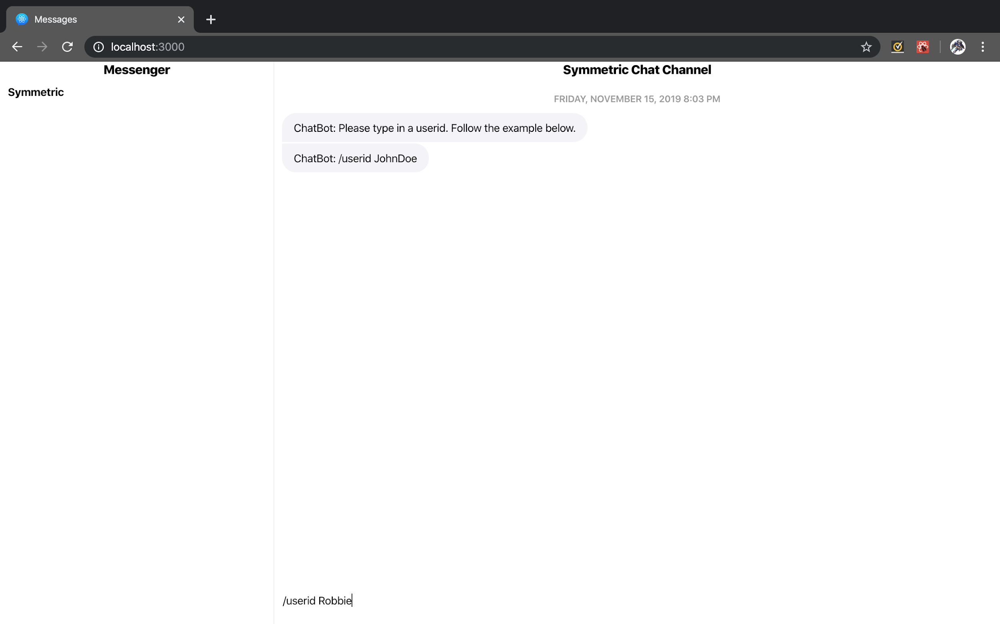 Messages
localhost:3000
Messenger
Symmetric
Symmetric Chat Channel
FRIDAY, NOVEMBER 15, 2019 8:03 PM
ChatBot: Please type in a userid. Follow the example below.
ChatBot: /userid JohnDoe
/userid Robbie